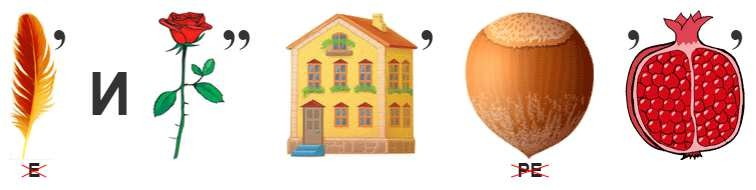 , И ,, , , ,
Е РЕ